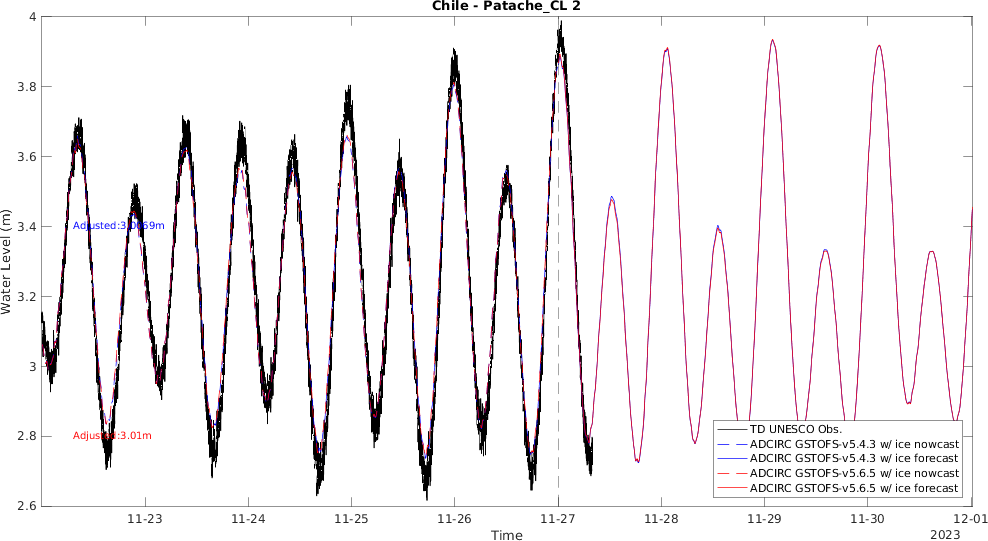 Chile - Patache_CL 2
Water Level (m)
4
3.8
3.6
3.4
3.2
3
2.8
2.6
Adjusted:3.0069m
Adjusted:3.01m
TD UNESCO Obs.
ADCIRC GSTOFS-v5.4.3 w/ ice nowcast
ADCIRC GSTOFS-v5.4.3 w/ ice forecast
ADCIRC GSTOFS-v5.6.5 w/ ice nowcast
ADCIRC GSTOFS-v5.6.5 w/ ice forecast
11-23 11-24 11-25 11-26 11-27 11-28 11-29 11-30 12-01
Time
2023